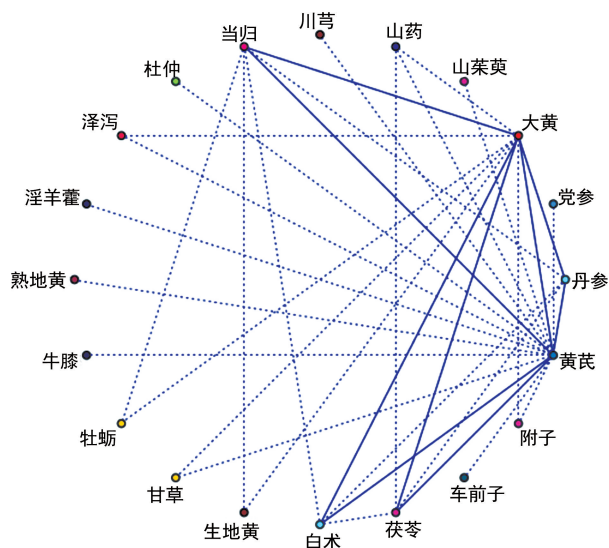 川芎
当归
山药
杜仲
山茱萸
泽泻
大黄
淫羊藿
党参
熟地黄
丹参
牛膝
黄芪
牡蛎
附子
甘草
车前子
生地黄
白术
茯苓